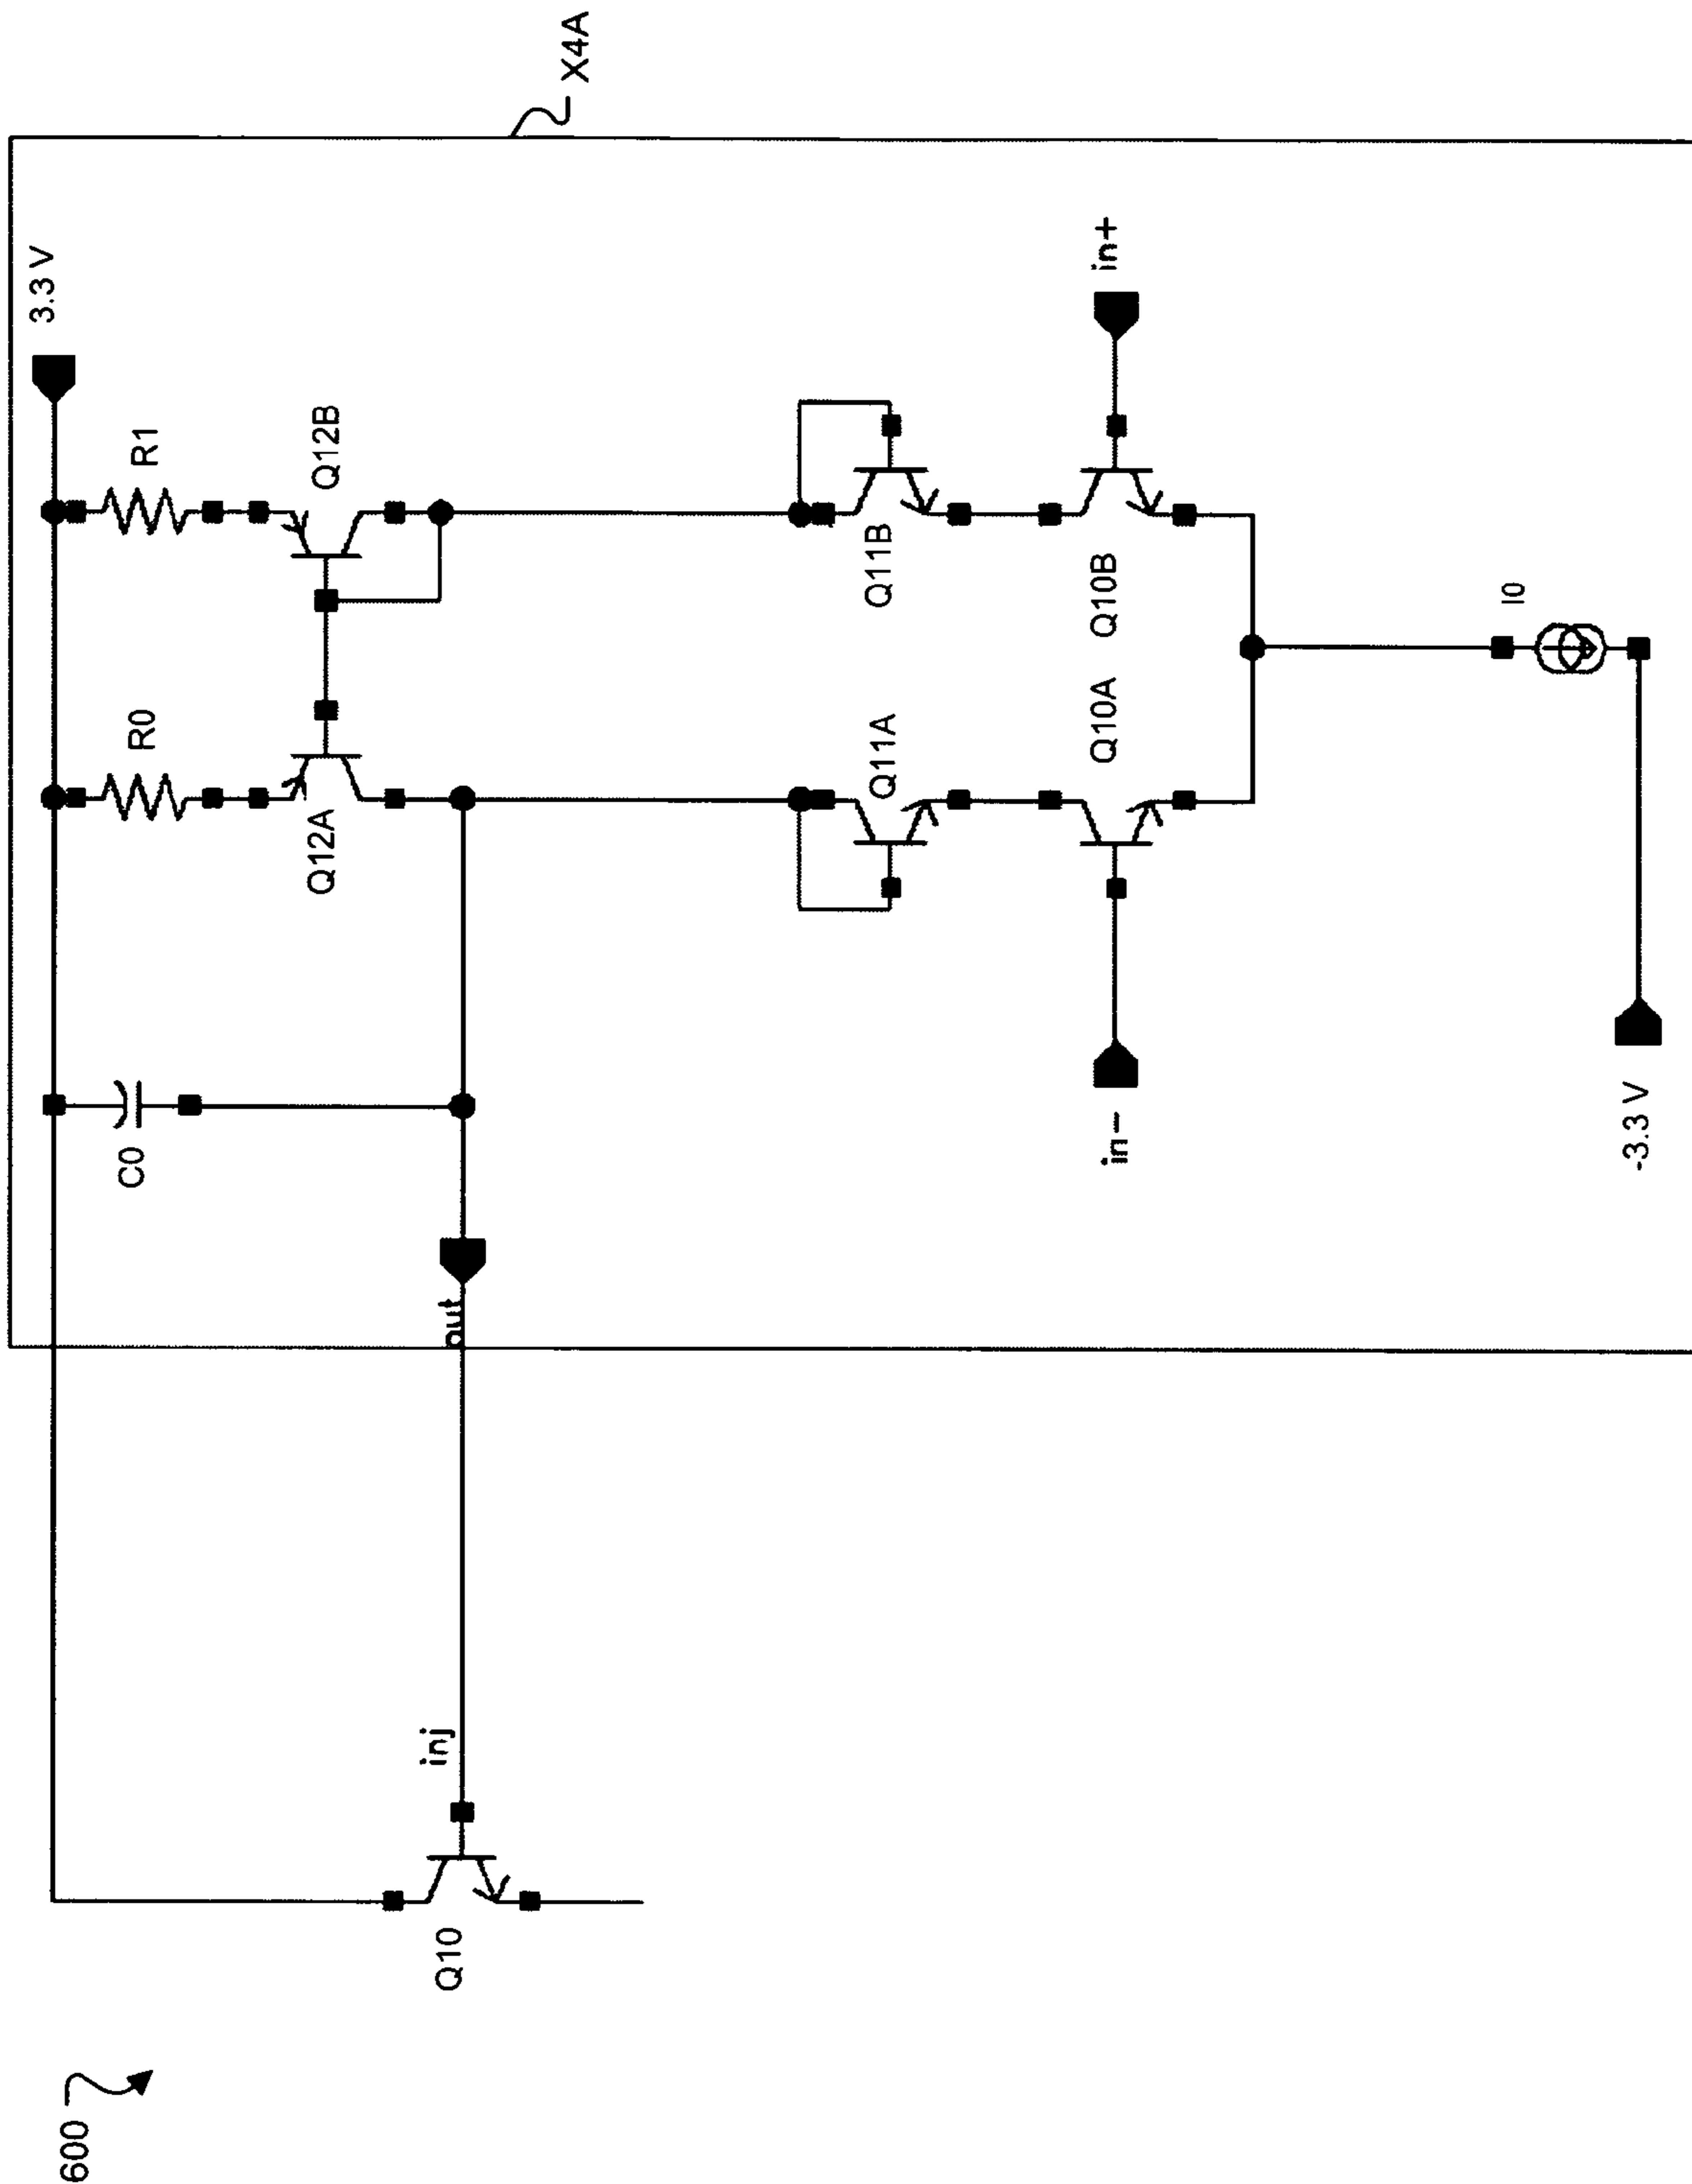 600
X4A
3.3 V
R0
R1
C0
Q12A
Q12B
out
inj
Q10
Q11A
Q11B
Q10A
Q10B
in-
in+
I0
-3.3 V